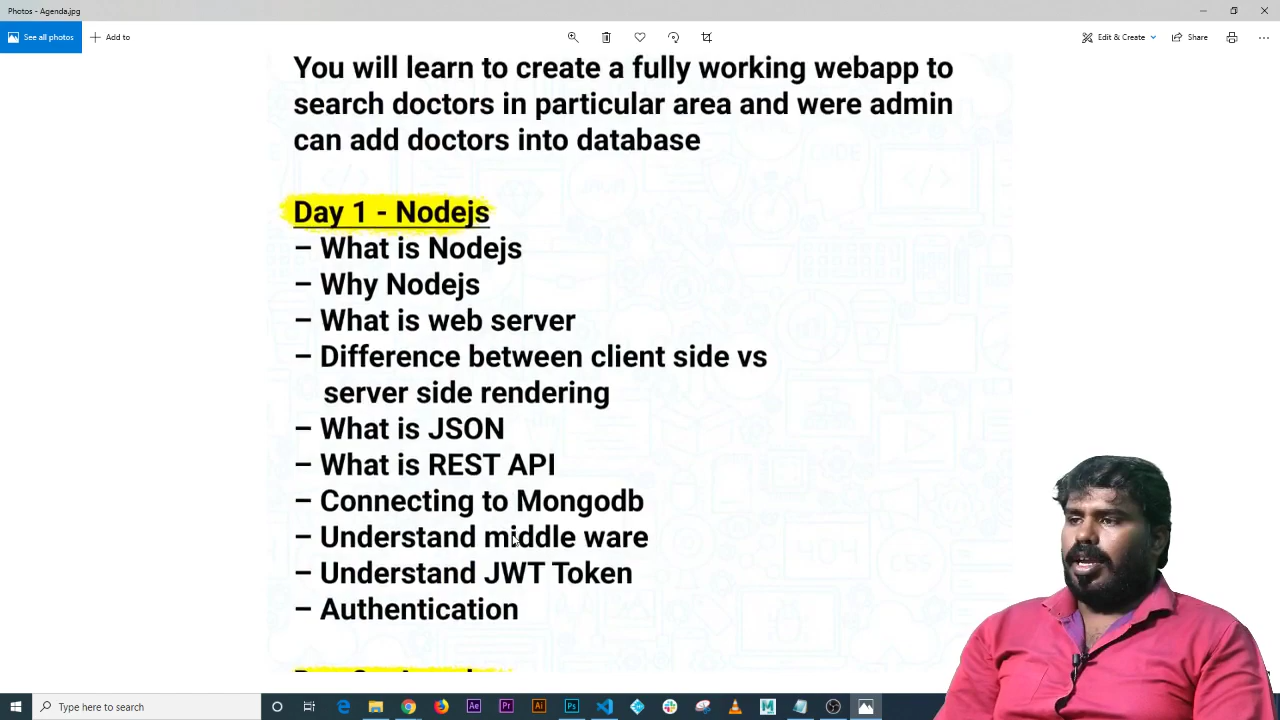 Photos - Agenda.jpg
See all photos
Add to
Edit & Create
Share
You will learn to create a fully working webapp to
search doctors in particular area and were admin
can add doctors into database
Day 1 - Nodejs
– What is Nodejs
– Why Nodejs
– What is web server
– Difference between client side vs
server side rendering
– What is JSON
– What is REST API
– Connecting to Mongodb
– Understand middle ware
– Understand JWT Token
– Authentication
Type here to search